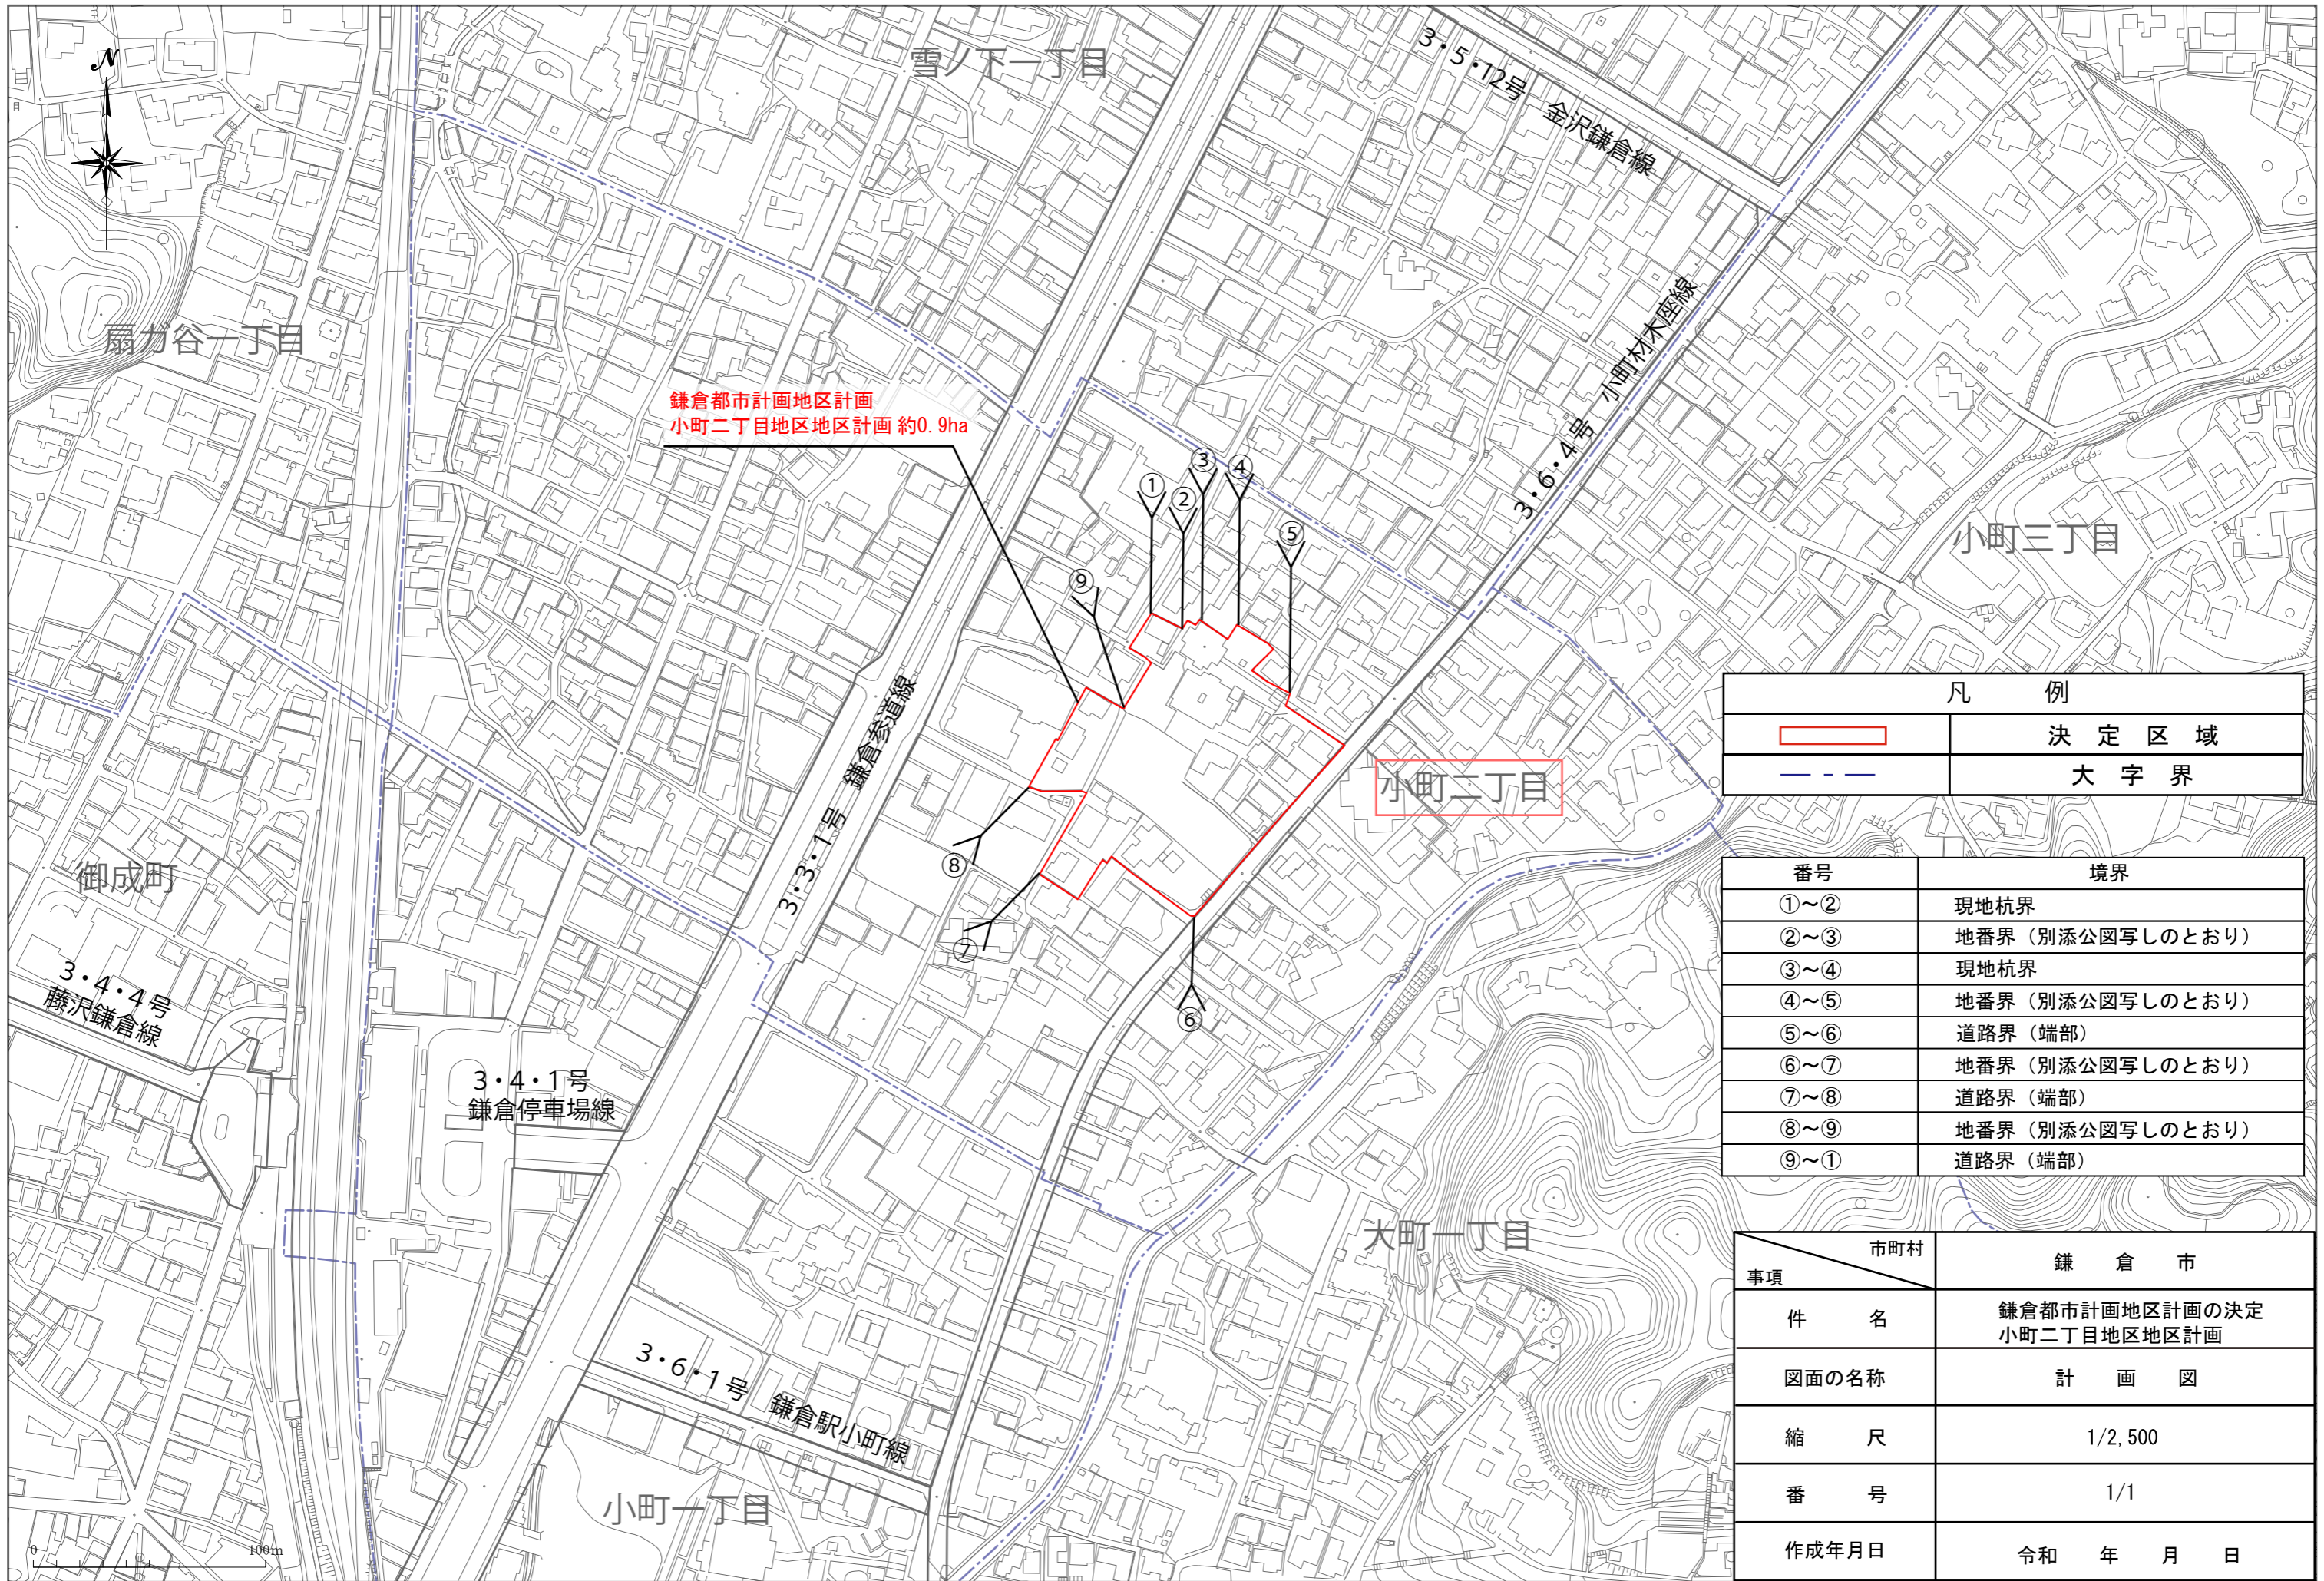 N
雪ノ下一丁目
3・5・12号 金沢鎌倉線
扇ガ谷一丁目
鎌倉都市計画地区計画
小町二丁目地区地区計画 約0.9ha
3・6・4号 小町材木座線
小町三丁目
①
②
③
④
⑤
⑨
3・3・1号 鎌倉参道線
小町二丁目
御成町
⑧
⑦
⑥
3・4・4号
藤沢鎌倉線
3・4・1号
鎌倉停車場線
大町一丁目
3・6・1号 鎌倉駅小町線
小町一丁目
0 100m
凡 例
決 定 区 域
大 字 界
番号 境界
①~② 現地杭界
②~③ 地番界（別添公図写しのとおり）
③~④ 現地杭界
④~⑤ 地番界（別添公図写しのとおり）
⑤~⑥ 道路界（端部）
⑥~⑦ 地番界（別添公図写しのとおり）
⑦~⑧ 道路界（端部）
⑧~⑨ 地番界（別添公図写しのとおり）
⑨~① 道路界（端部）
市町村
事項
鎌 倉 市
件 名
鎌倉都市計画地区計画の決定
小町二丁目地区地区計画
図面の名称 計 画 図
縮 尺 1/2,500
番 号 1/1
作成年月日 令和 年 月 日